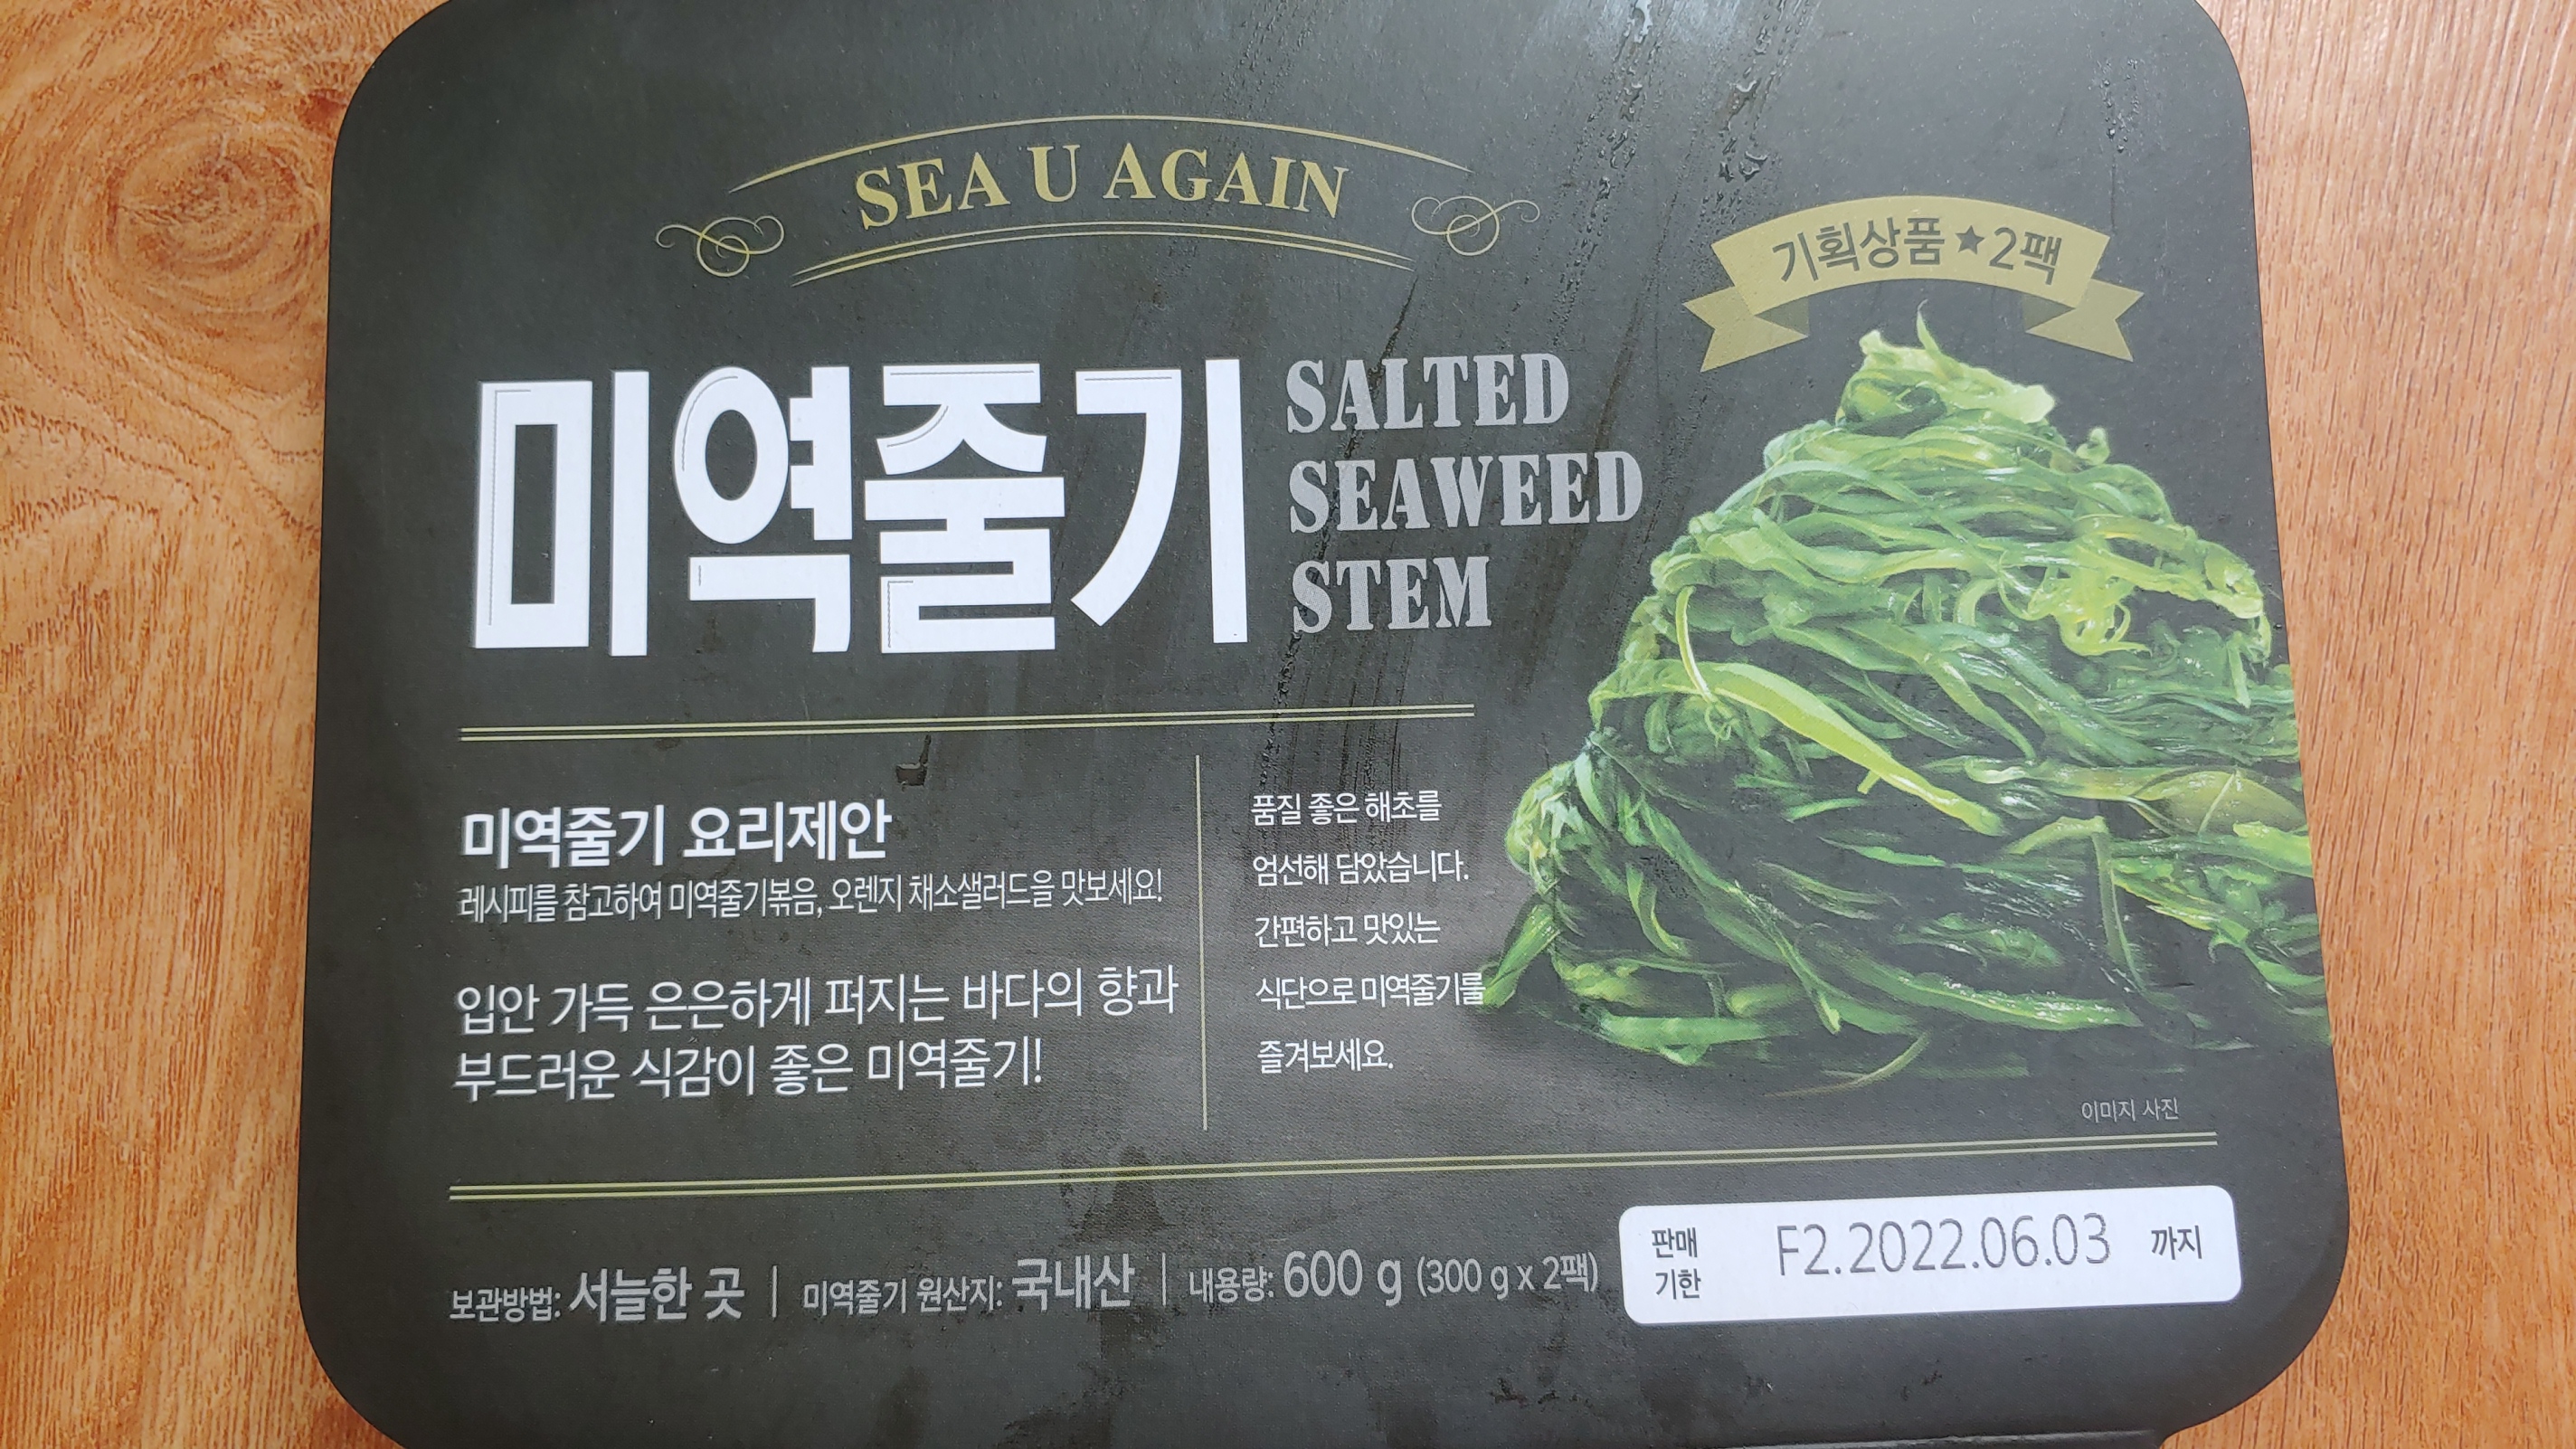 SEA U AGAIN
기획상품★2팩
미역줄기
SALTED
SEAWEED
STEM
미역줄기 요리제안
레시피를 참고하여 미역줄기볶음, 오렌지 채소샐러드을 맛보세요!
입안 가득 은은하게 퍼지는 바다의 향과
부드러운 식감이 좋은 미역줄기!
품질 좋은 해초를
엄선해 담았습니다.
간편하고 맛있는
식단으로 미역줄기를
즐겨보세요.
이미지 사진
보관방법: 서늘한 곳 | 미역줄기 원산지: 국내산 | 내용량: 600 g (300 g x 2팩)
판매
기한
F2.2022.06.03 까지